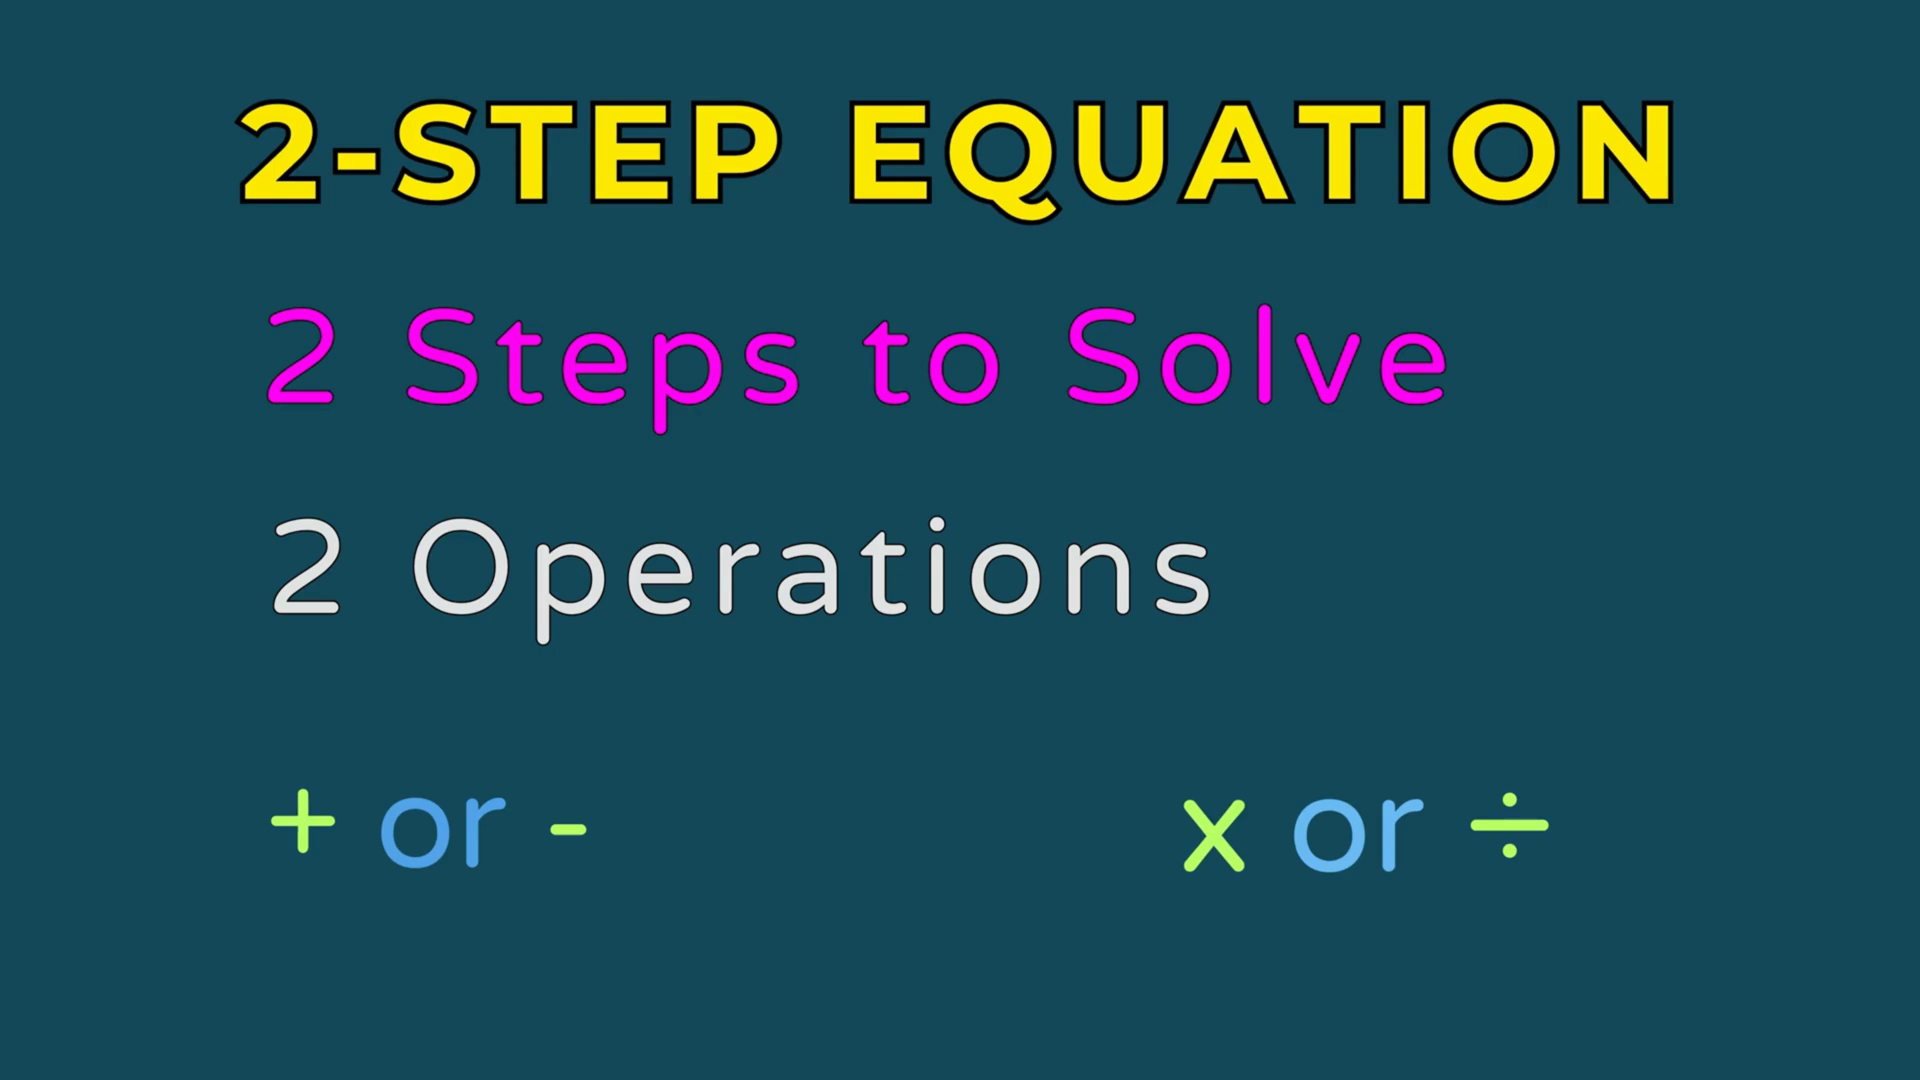 2-STEP EQUATION
2 Steps to Solve
2 Operations
+ or - x or ÷